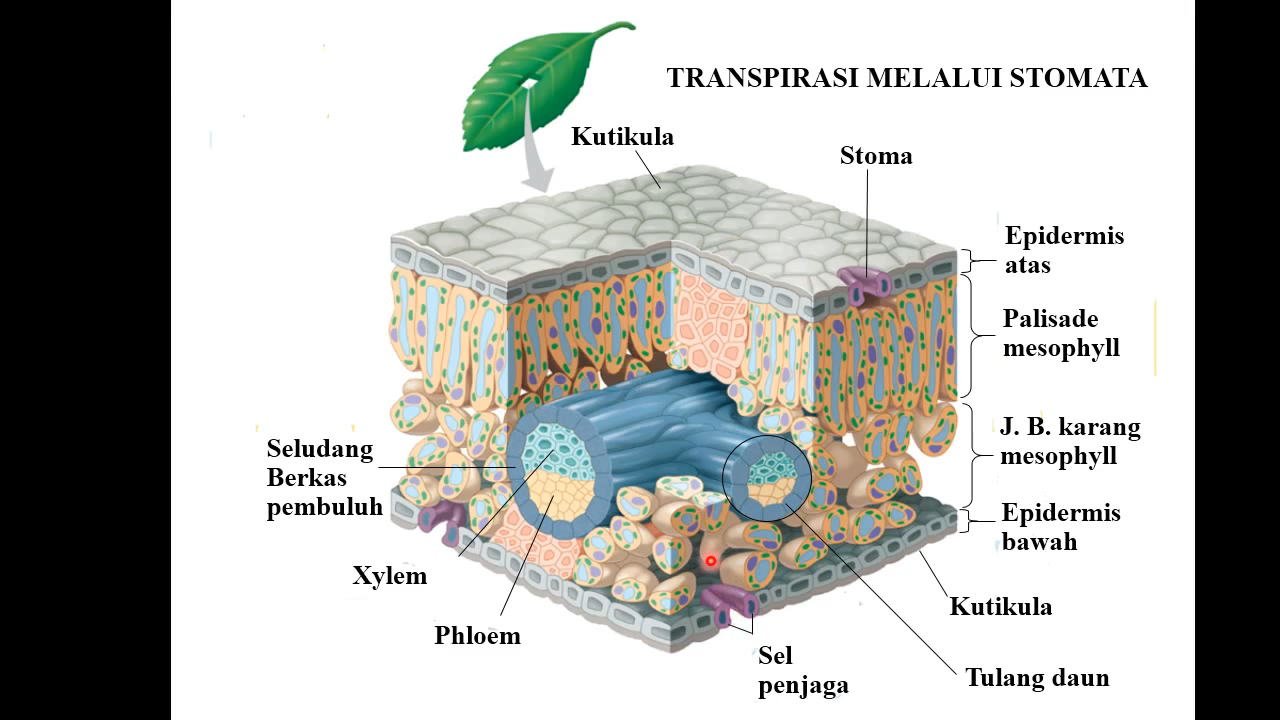 TRANSPIRASI MELALUI STOMATA
Kutikula
Stoma
Epidermis
atas
Palisade
mesophyll
J. B. karang
mesophyll
Seludang
Berkas
pembuluh
Epidermis
bawah
Xylem
Kutikula
Phloem
Sel
penjaga
Tulang daun